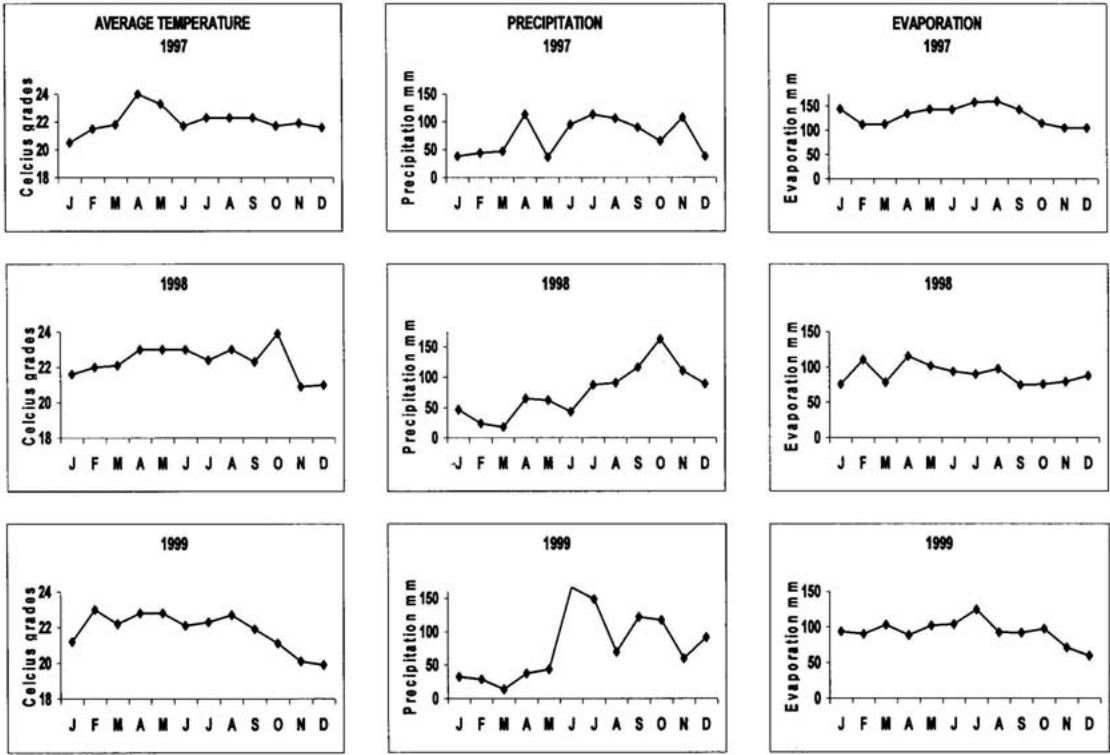 AVERAGE TEMPERATURE
1997
Celcius grades
24
22
20
18
J F M A M J J A S O N D
PRECIPITATION
1997
Precipitation mm
150
100
50
0
J F M A M J J A S O N D
EVAPORATION
1997
Evaporation mm
150
100
50
0
J F M A M J J A S O N D
1998
Celcius grades
24
22
20
18
J F M A M J J A S O N D
1998
Precipitation mm
150
100
50
0
J F M A M J J A S O N D
1998
Evaporation mm
150
100
50
0
J F M A M J J A S O N D
1999
Celcius grades
24
22
20
18
J F M A M J J A S O N D
1999
Precipitation mm
150
100
50
0
J F M A M J J A S O N D
1999
Evaporation mm
150
100
50
0
J F M A M J J A S O N D